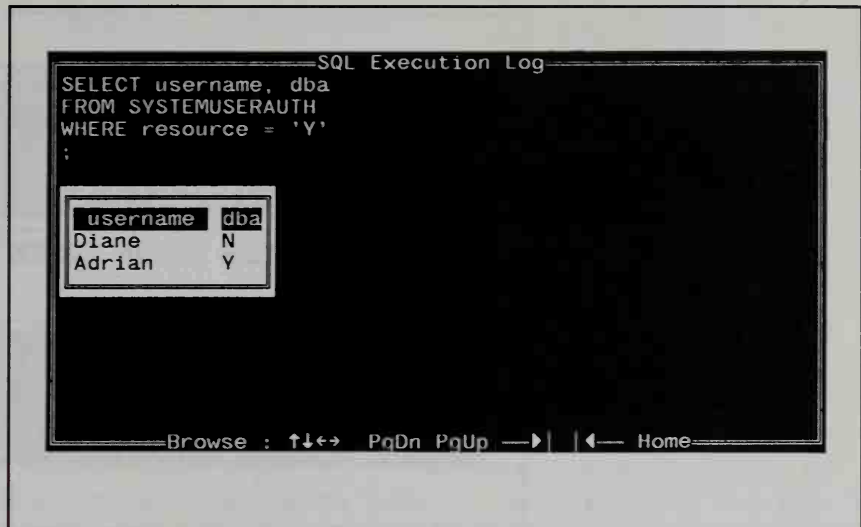 SQL Execution Log
SELECT username, dba
FROM SYSTEMUSERAUTH
WHERE resource = 'Y'
;
username dba
Diane N
Adrian Y
Browse : ↑↓←→ PgDn PgUp —▶| |◀— Home